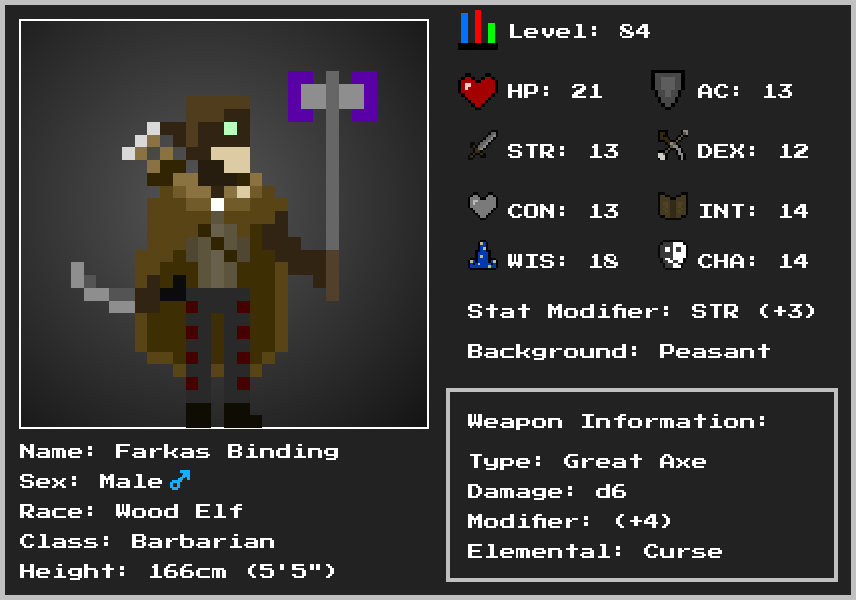 Level: 84
HP: 21
AC: 13
STR: 13
DEX: 12
CON: 13
INT: 14
WIS: 18
CHA: 14
Stat Modifier: STR (+3)
Background: Peasant
Weapon Information:
Type: Great Axe
Damage: d6
Modifier: (+4)
Elemental: Curse
Name: Farkas Binding
Sex: Male ♂
Race: Wood Elf
Class: Barbarian
Height: 166cm (5'5")